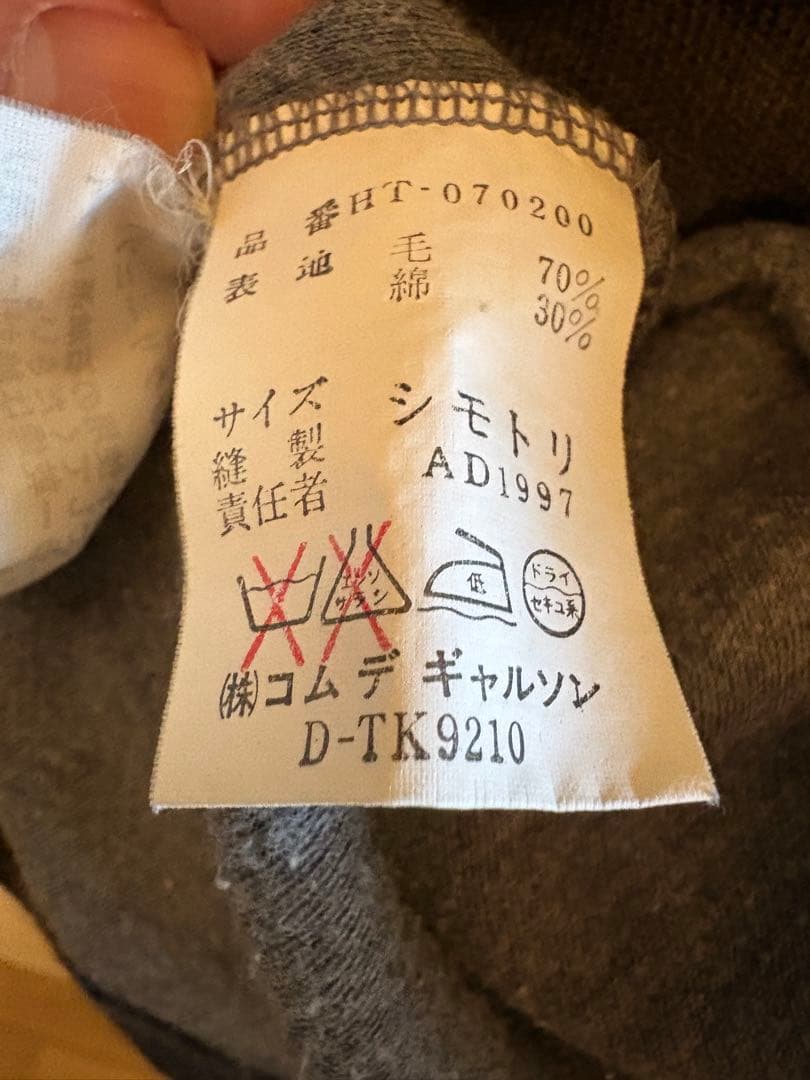 品番HT-070200
表地 毛 70%
綿 30%
サイズ
縫製 シモトリ
責任者 AD1997
エンソ
サラシ
低
ドライ
セキユ系
㈱コムデギャルソン
D-TK9210